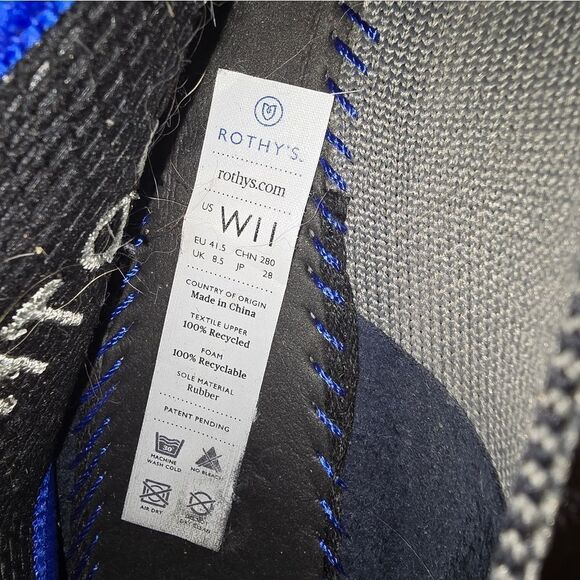 ROTHY'S
rothys.com
US W11
EU 41.5 CHN 280
UK 8.5 JP 28
COUNTRY OF ORIGIN
Made in China
TEXTILE UPPER
100% Recycled
FOAM
100% Recyclable
SOLE MATERIAL
Rubber
PATENT PENDING
MACHINE WASH COLD
NO BLEACH
AIR DRY
DRY CLEAN